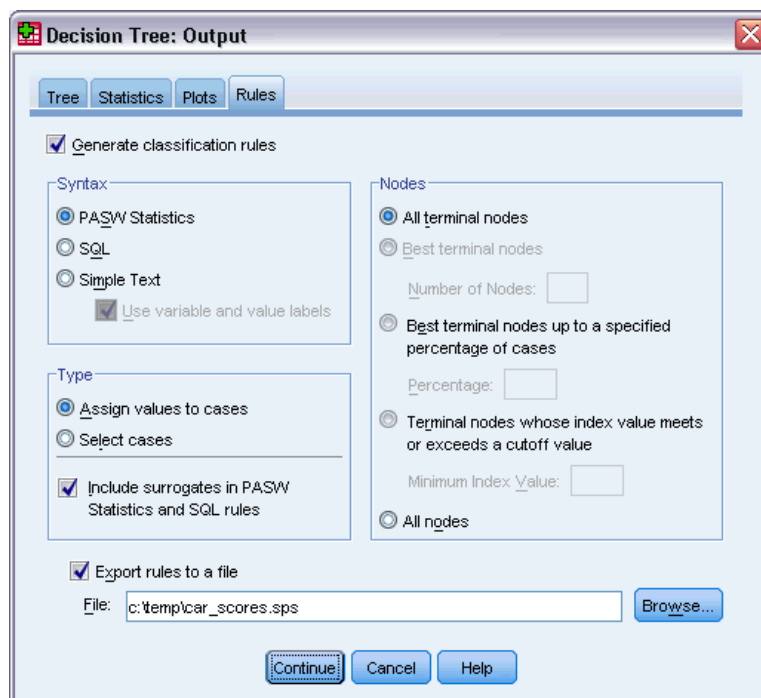 Decision Tree: Output
Tree
Statistics
Plots
Rules
Generate classification rules
Syntax
PASW Statistics
SQL
Simple Text
Use variable and value labels
Type
Assign values to cases
Select cases
Include surrogates in PASW
Statistics and SQL rules
Nodes
All terminal nodes
Best terminal nodes
Number of Nodes:
Best terminal nodes up to a specified
percentage of cases
Percentage:
Terminal nodes whose index value meets
or exceeds a cutoff value
Minimum Index Value:
All nodes
Export rules to a file
File:
c:\temp\car_scores.sps
Browse...
Continue
Cancel
Help